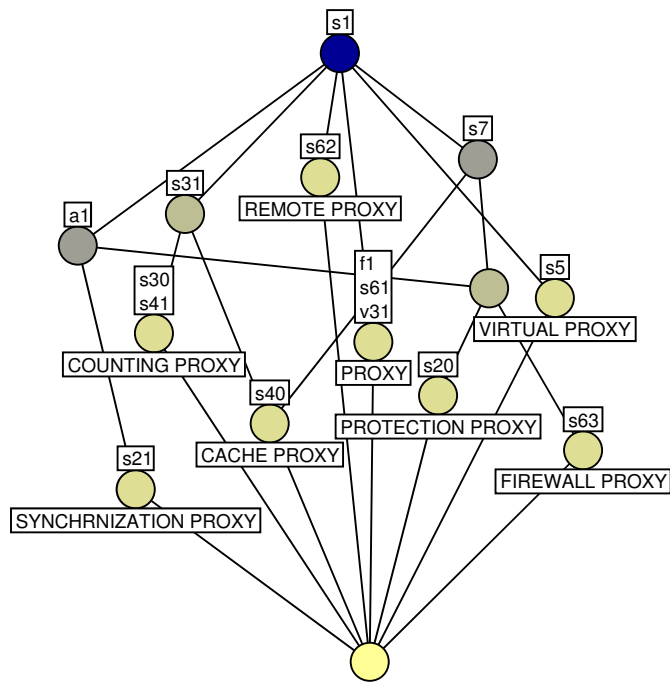 s1
s7
s62
s31
REMOTE PROXY
a1
f1
s61
v31
s5
s30
s41
VIRTUAL PROXY
COUNTING PROXY
PROXY
s20
s40
PROTECTION PROXY
s63
CACHE PROXY
s21
FIREWALL PROXY
SYNCHRNIZATION PROXY